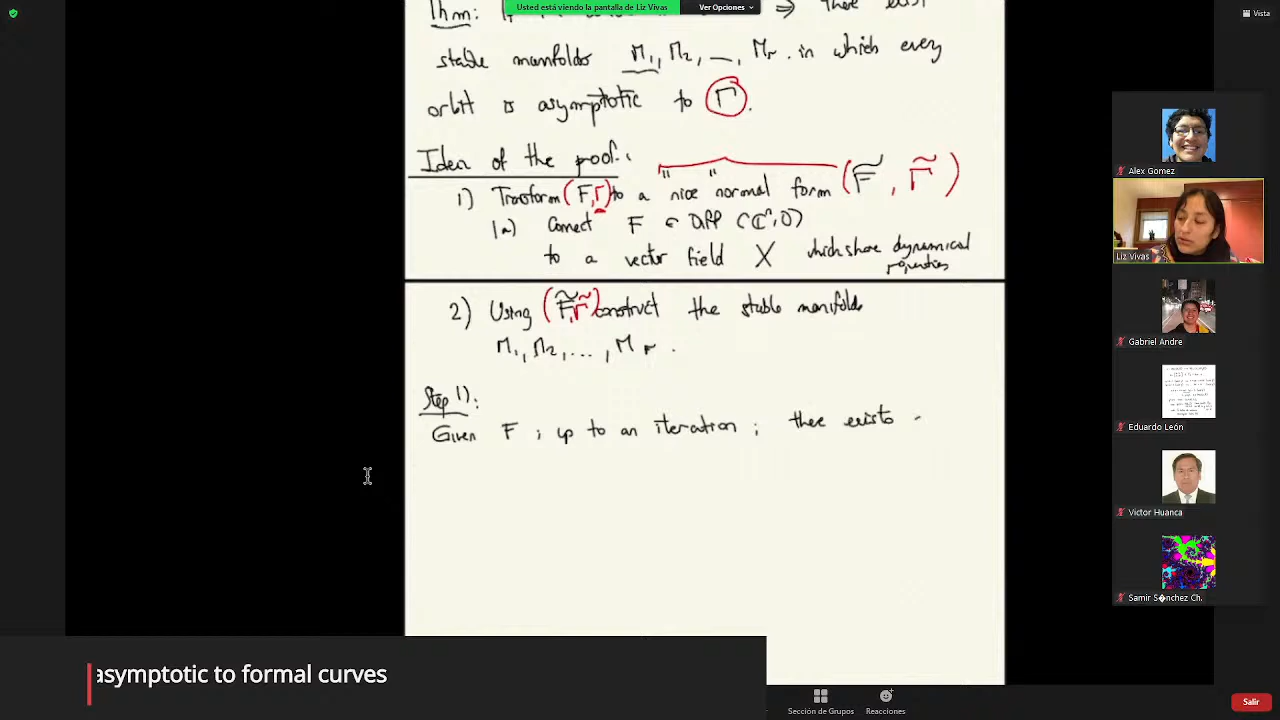 Usted está viendo la pantalla de Liz Vivas
Ver Opciones
Vista
Thm: ⇒ there exist
stable manifolds M₁, M₂, ..., Mr. in which every
orbit is asymptotic to Γ.
Idea of the proof:
1) Transform (F,Γ) to a "nice" normal form (F̃, Γ̃)
1a) Connect F ∈ Diff (ℂⁿ,0)
to a vector field X which share dynamical
properties
2) Using (F̃,Γ̃) construct the stable manifolds
M₁, M₂, ..., Mr.
Step 1):
Given F, up to an iteration; there exists
Alex Gomez
Liz Vivas
Gabriel Andre
Eduardo León
Victor Huanca
Samir S�nchez Ch.
asymptotic to formal curves
Sección de Grupos
Reacciones
Salir